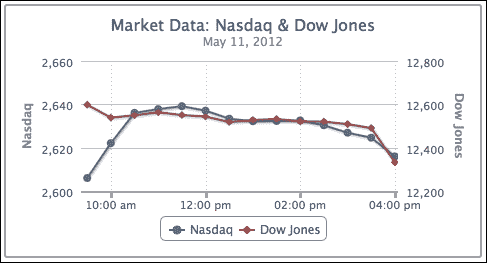 Market Data: Nasdaq & Dow Jones
May 11, 2012
Nasdaq
2,660
2,640
2,620
2,600
12,800
12,600
12,400
12,200
Dow Jones
10:00 am 12:00 pm 02:00 pm 04:00 pm
Nasdaq Dow Jones